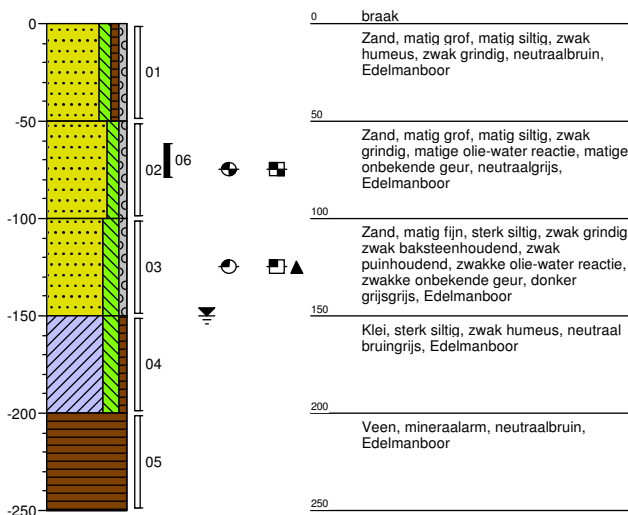 0
braak
0
Zand, matig grof, matig siltig, zwak
humeus, zwak grindig, neutraalbruin,
Edelmanboor
01
-50
50
Zand, matig grof, matig siltig, zwak
grindig, matige olie-water reactie, matige
onbekende geur, neutraalgrijs,
Edelmanboor
02
06
-100
100
Zand, matig fijn, sterk siltig, zwak grindig,
zwak baksteenhoudend, zwak
puinhoudend, zwakke olie-water reactie,
zwakke onbekende geur, donker
grijsgrijs, Edelmanboor
03
-150
150
Klei, sterk siltig, zwak humeus, neutraal
bruingrijs, Edelmanboor
04
-200
200
Veen, mineraalarm, neutraalbruin,
Edelmanboor
05
-250
250